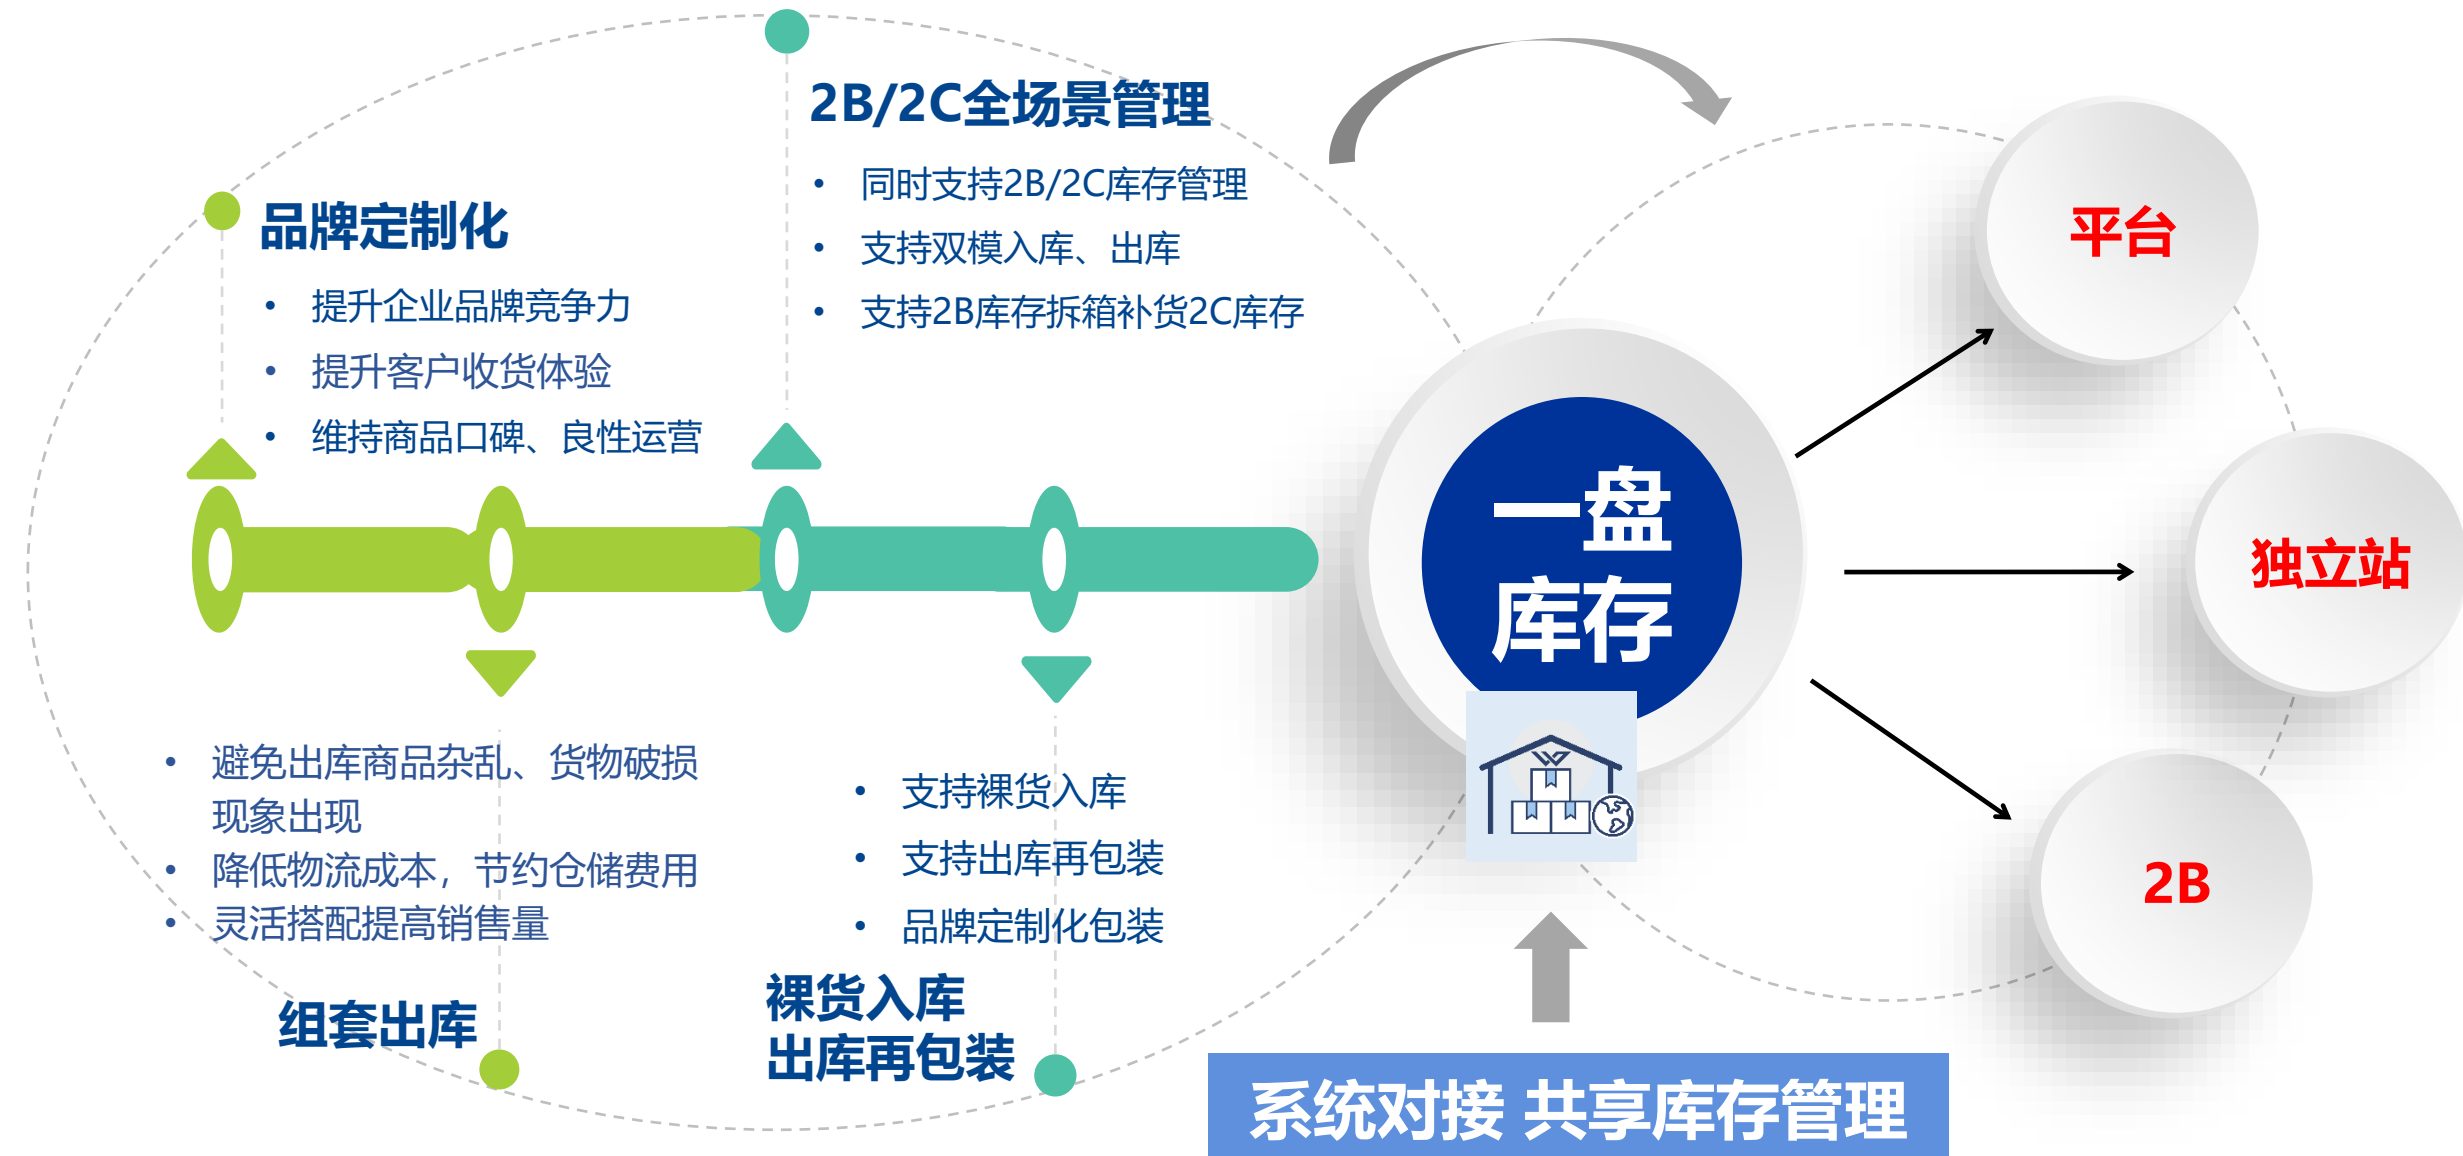 2B/2C全场景管理
• 同时支持2B/2C库存管理
• 支持双模入库、出库
• 支持2B库存拆箱补货2C库存
品牌定制化
• 提升企业品牌竞争力
• 提升客户收货体验
• 维持商品口碑、良性运营
• 避免出库商品杂乱、货物破损
现象出现
• 降低物流成本，节约仓储费用
• 灵活搭配提高销售量
组套出库
• 支持裸货入库
• 支持出库再包装
• 品牌定制化包装
裸货入库
出库再包装
一盘
库存
平台
独立站
2B
系统对接 共享库存管理